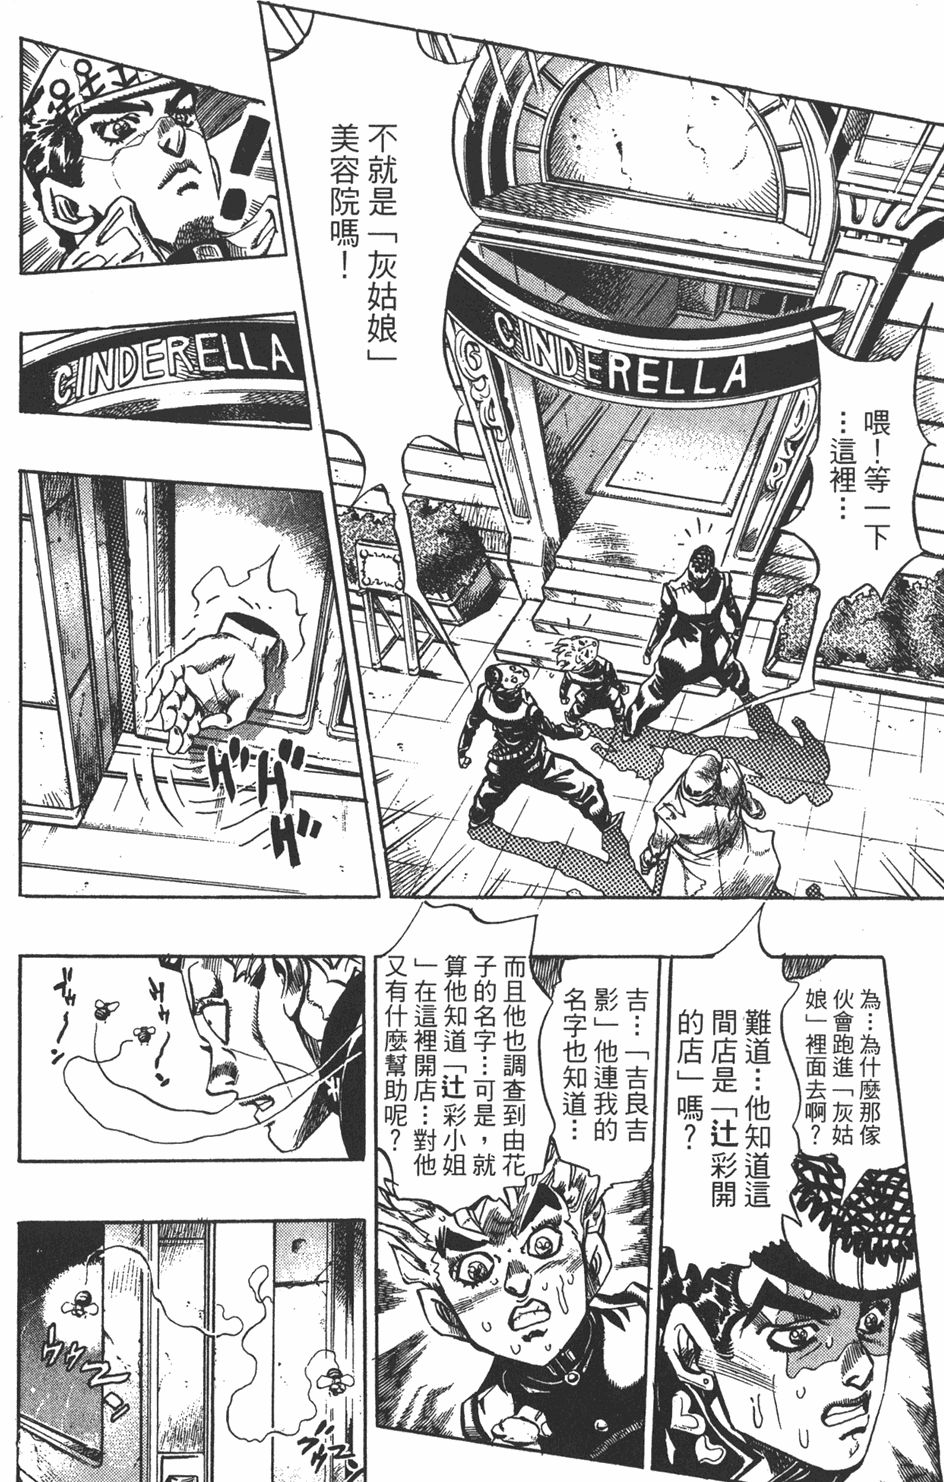 喂！等一下
…這裡…
CINDERELLA
不就是「灰姑娘」
美容院嗎！
！！
CINDERELLA
ズズ
ズ
為…為什麼那傢
伙會跑進「灰姑
娘」裡面去啊？
難道…他知道這
間店是「辻彩開
的店」嗎？
吉…「吉良吉
影」他連我的
名字也知道…
而且他也調查到由花
子的名字…可是，就
算他知道「辻彩小姐
」在這裡開店…對他
又有什麼幫助呢？